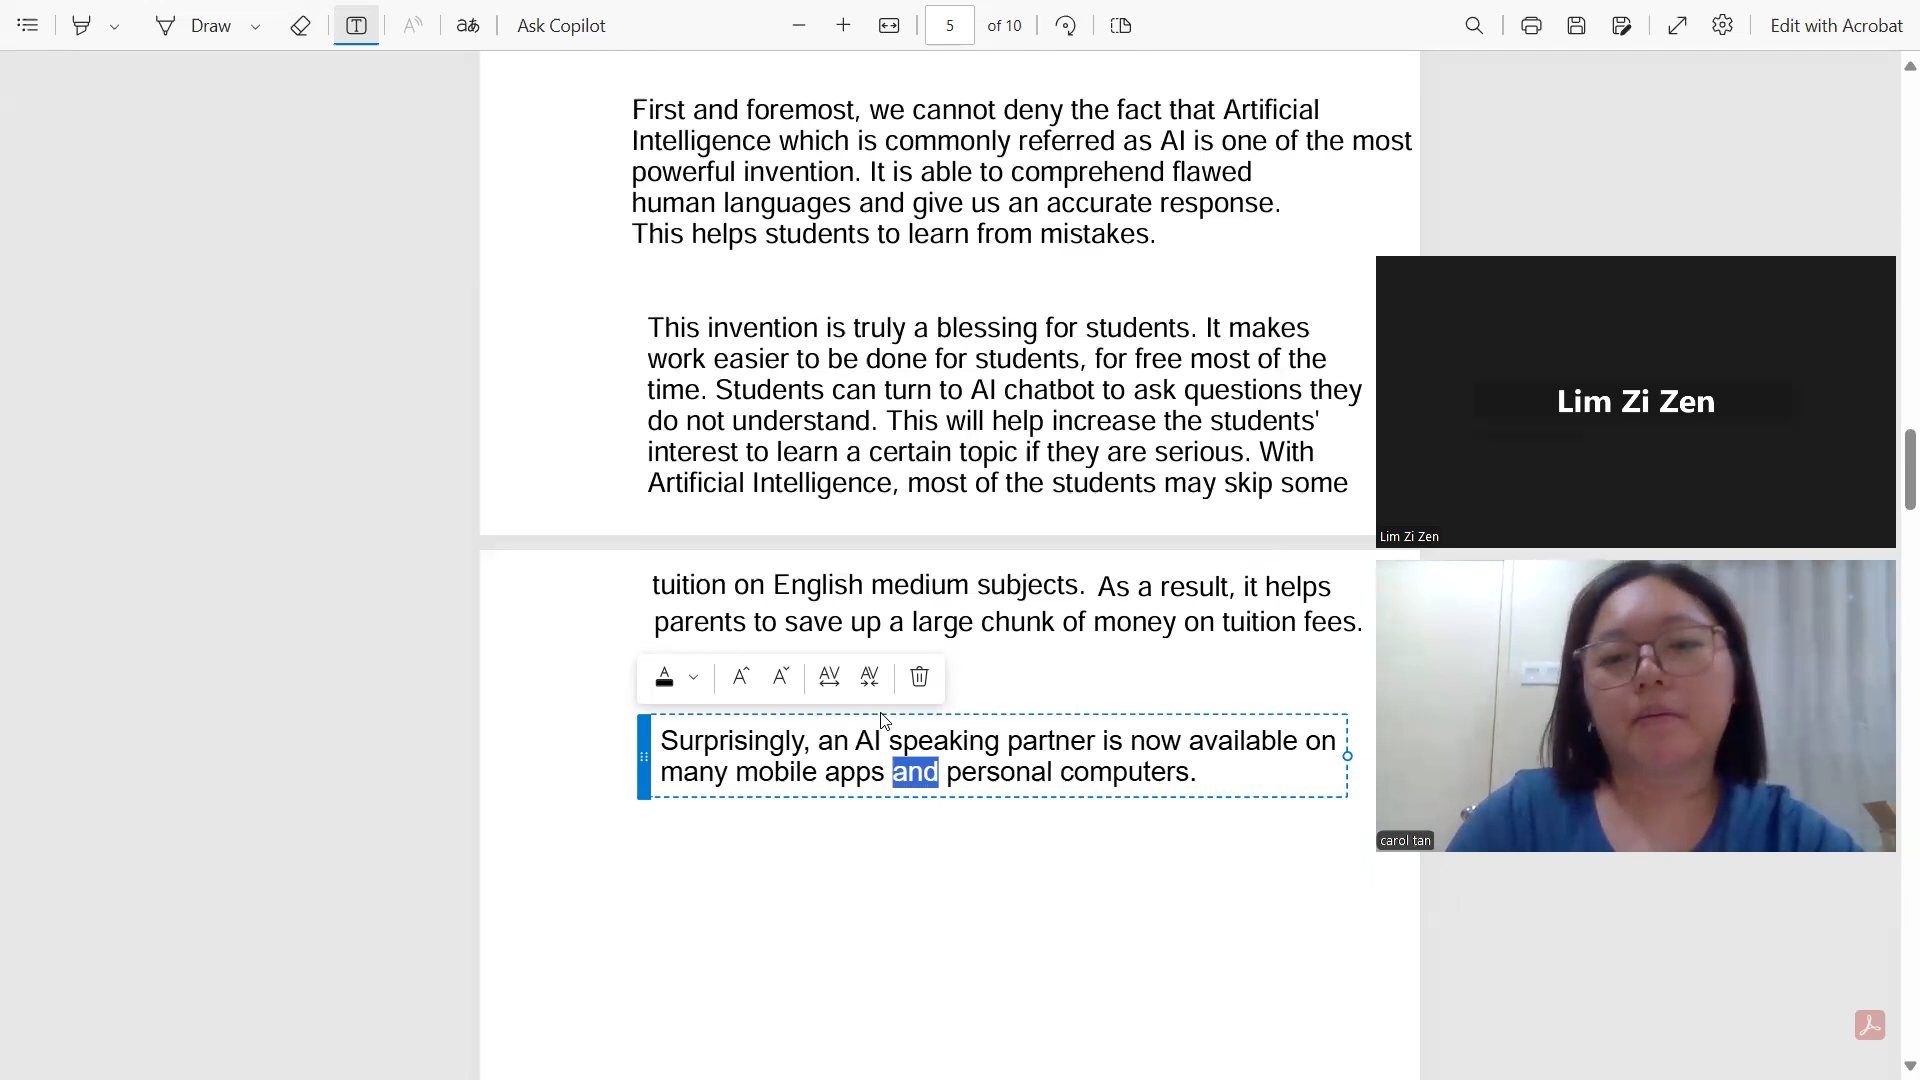 Draw
T
aあ
Ask Copilot
5
of 10
Edit with Acrobat
First and foremost, we cannot deny the fact that Artificial
Intelligence which is commonly referred as AI is one of the most
powerful invention. It is able to comprehend flawed
human languages and give us an accurate response.
This helps students to learn from mistakes.
This invention is truly a blessing for students. It makes
work easier to be done for students, for free most of the
time. Students can turn to AI chatbot to ask questions they
do not understand. This will help increase the students'
interest to learn a certain topic if they are serious. With
Artificial Intelligence, most of the students may skip some
tuition on English medium subjects. As a result, it helps
parents to save up a large chunk of money on tuition fees.
A A A AV AV
Surprisingly, an AI speaking partner is now available on
many mobile apps and personal computers.
Lim Zi Zen
Lim Zi Zen
carol tan